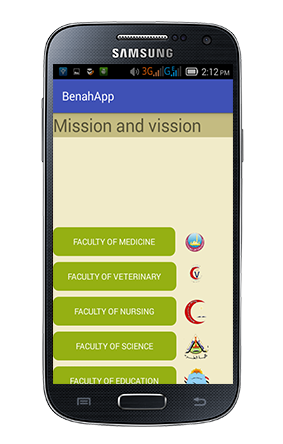 SAMSUNG
3G G 2:12 PM
BenahApp
Mission and vission
FACULTY OF MEDICINE
FACULTY OF VETERINARY
V
FACULTY OF NURSING
FACULTY OF SCIENCE
FACULTY OF EDUCATION